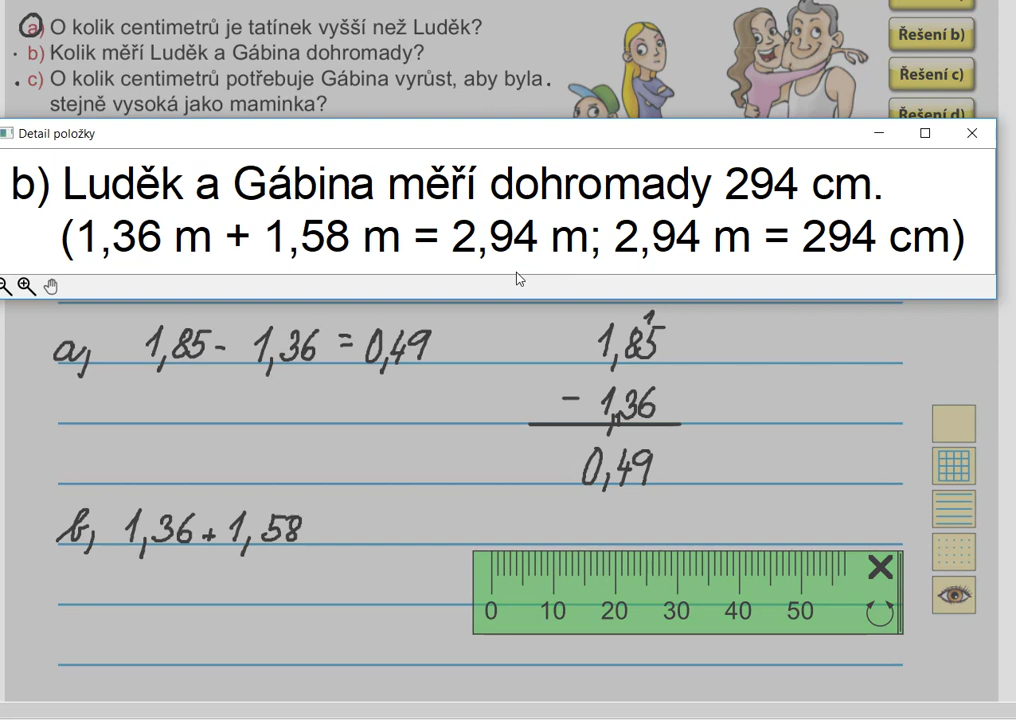 a) O kolik centimetrů je tatínek vyšší než Luděk?
b) Kolik měří Luděk a Gábina dohromady?
c) O kolik centimetrů potřebuje Gábina vyrůst, aby byla
stejně vysoká jako maminka?
Řešení b)
Řešení c)
Řešení d)
Detail položky
b) Luděk a Gábina měří dohromady 294 cm.
(1,36 m + 1,58 m = 2,94 m; 2,94 m = 294 cm)
a, 1,85 - 1,36 = 0,49
1
1,85
- 1,36
0,49
b, 1,36 + 1,58
0 10 20 30 40 50